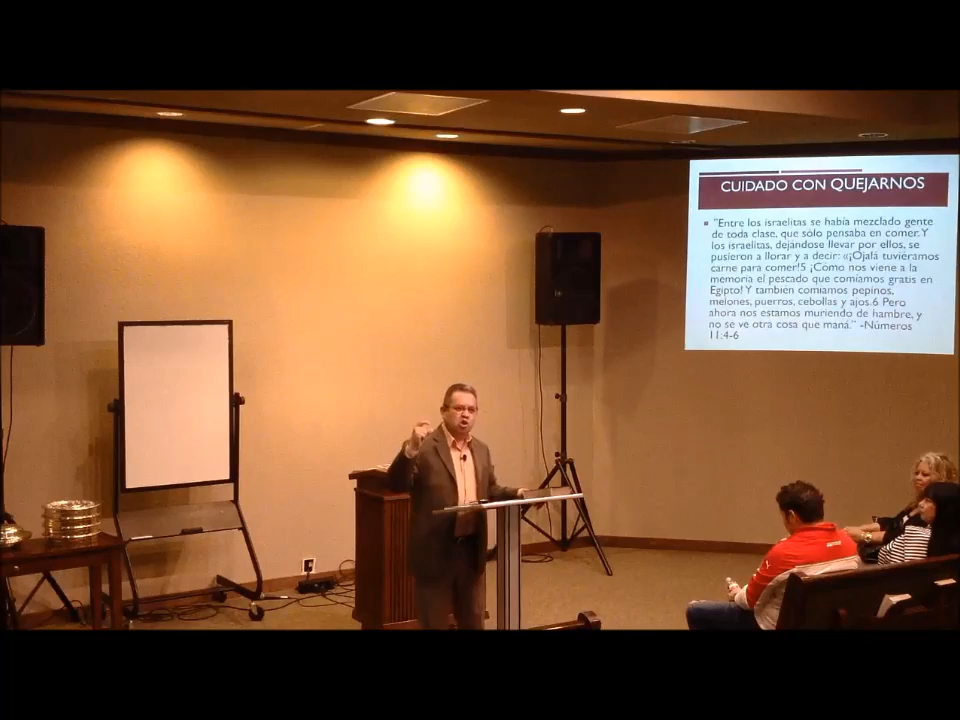 CUIDADO CON QUEJARNOS
"Entre los israelitas se había mezclado gente
de toda clase, que sólo pensaba en comer. Y
los israelitas, dejándose llevar por ellos, se
pusieron a llorar y a decir: «¡Ojalá tuviéramos
carne para comer!5 ¡Como nos viene a la
memoria el pescado que comíamos gratis en
Egipto! Y también comíamos pepinos,
melones, puerros, cebollas y ajos.6 Pero
ahora nos estamos muriendo de hambre, y
no se ve otra cosa que maná." -Números
11:4-6